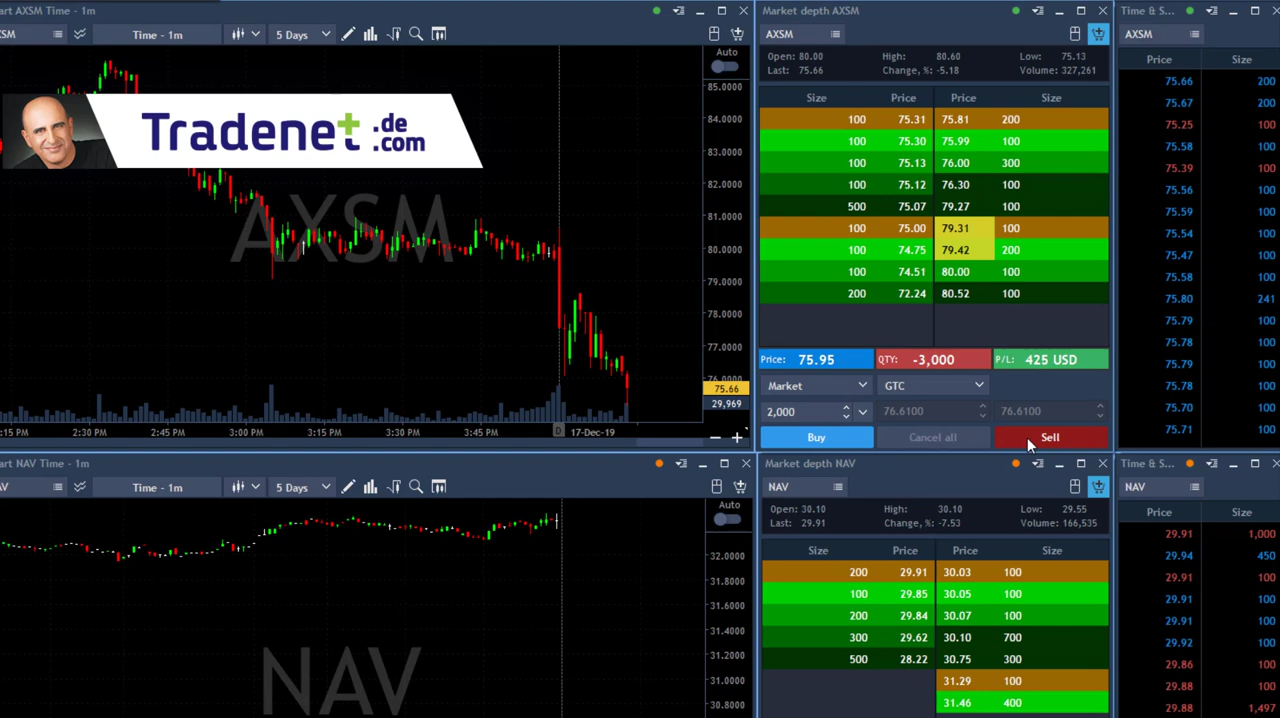 art AXSM Time - 1m
XSM Time - 1m 5 Days
Auto
85.0000
84.0000
83.0000
82.0000
81.0000
80.0000
79.0000
78.0000
77.0000
76.0000
75.66
29,969
AXSM
Tradenet .de .com
:15 PM 2:30 PM 2:45 PM 3:00 PM 3:15 PM 3:30 PM 3:45 PM D 17-Dec-19
Market depth AXSM
AXSM
Open: 80.00 High: 80.60 Low: 75.13
Last: 75.66 Change, %: -5.18 Volume: 327,261
Size Price Price Size
100 75.31 75.81 200
100 75.30 75.99 100
100 75.13 76.00 300
100 75.12 76.30 100
500 75.07 79.27 100
100 75.00 79.31 100
100 74.75 79.42 200
100 74.51 80.00 100
200 72.24 80.52 100
Price: 75.95 QTY: -3,000 P/L: 425 USD
Market GTC
2,000 76.6100 76.6100
Buy Cancel all Sell
Time & S...
AXSM
Price Size
75.66 200
75.67 200
75.25 100
75.58 100
75.39 100
75.56 100
75.59 100
75.54 100
75.47 100
75.58 100
75.80 241
75.79 100
75.78 100
75.79 100
75.78 100
75.70 100
75.71 100
art NAV Time - 1m
AV Time - 1m 5 Days
Auto
32.0000
31.8000
31.6000
31.4000
31.2000
31.0000
30.8000
NAV
Market depth NAV
NAV
Open: 30.10 High: 30.10 Low: 29.55
Last: 29.91 Change, %: -7.53 Volume: 166,535
Size Price Price Size
200 29.91 30.03 100
100 29.85 30.05 100
200 29.84 30.07 100
300 29.62 30.10 700
500 28.22 30.75 300
31.29 100
31.46 400
Time & S...
NAV
Price Size
29.91 1,000
29.94 450
29.91 100
29.91 100
29.92 100
29.86 100
29.88 100
29.88 1,497